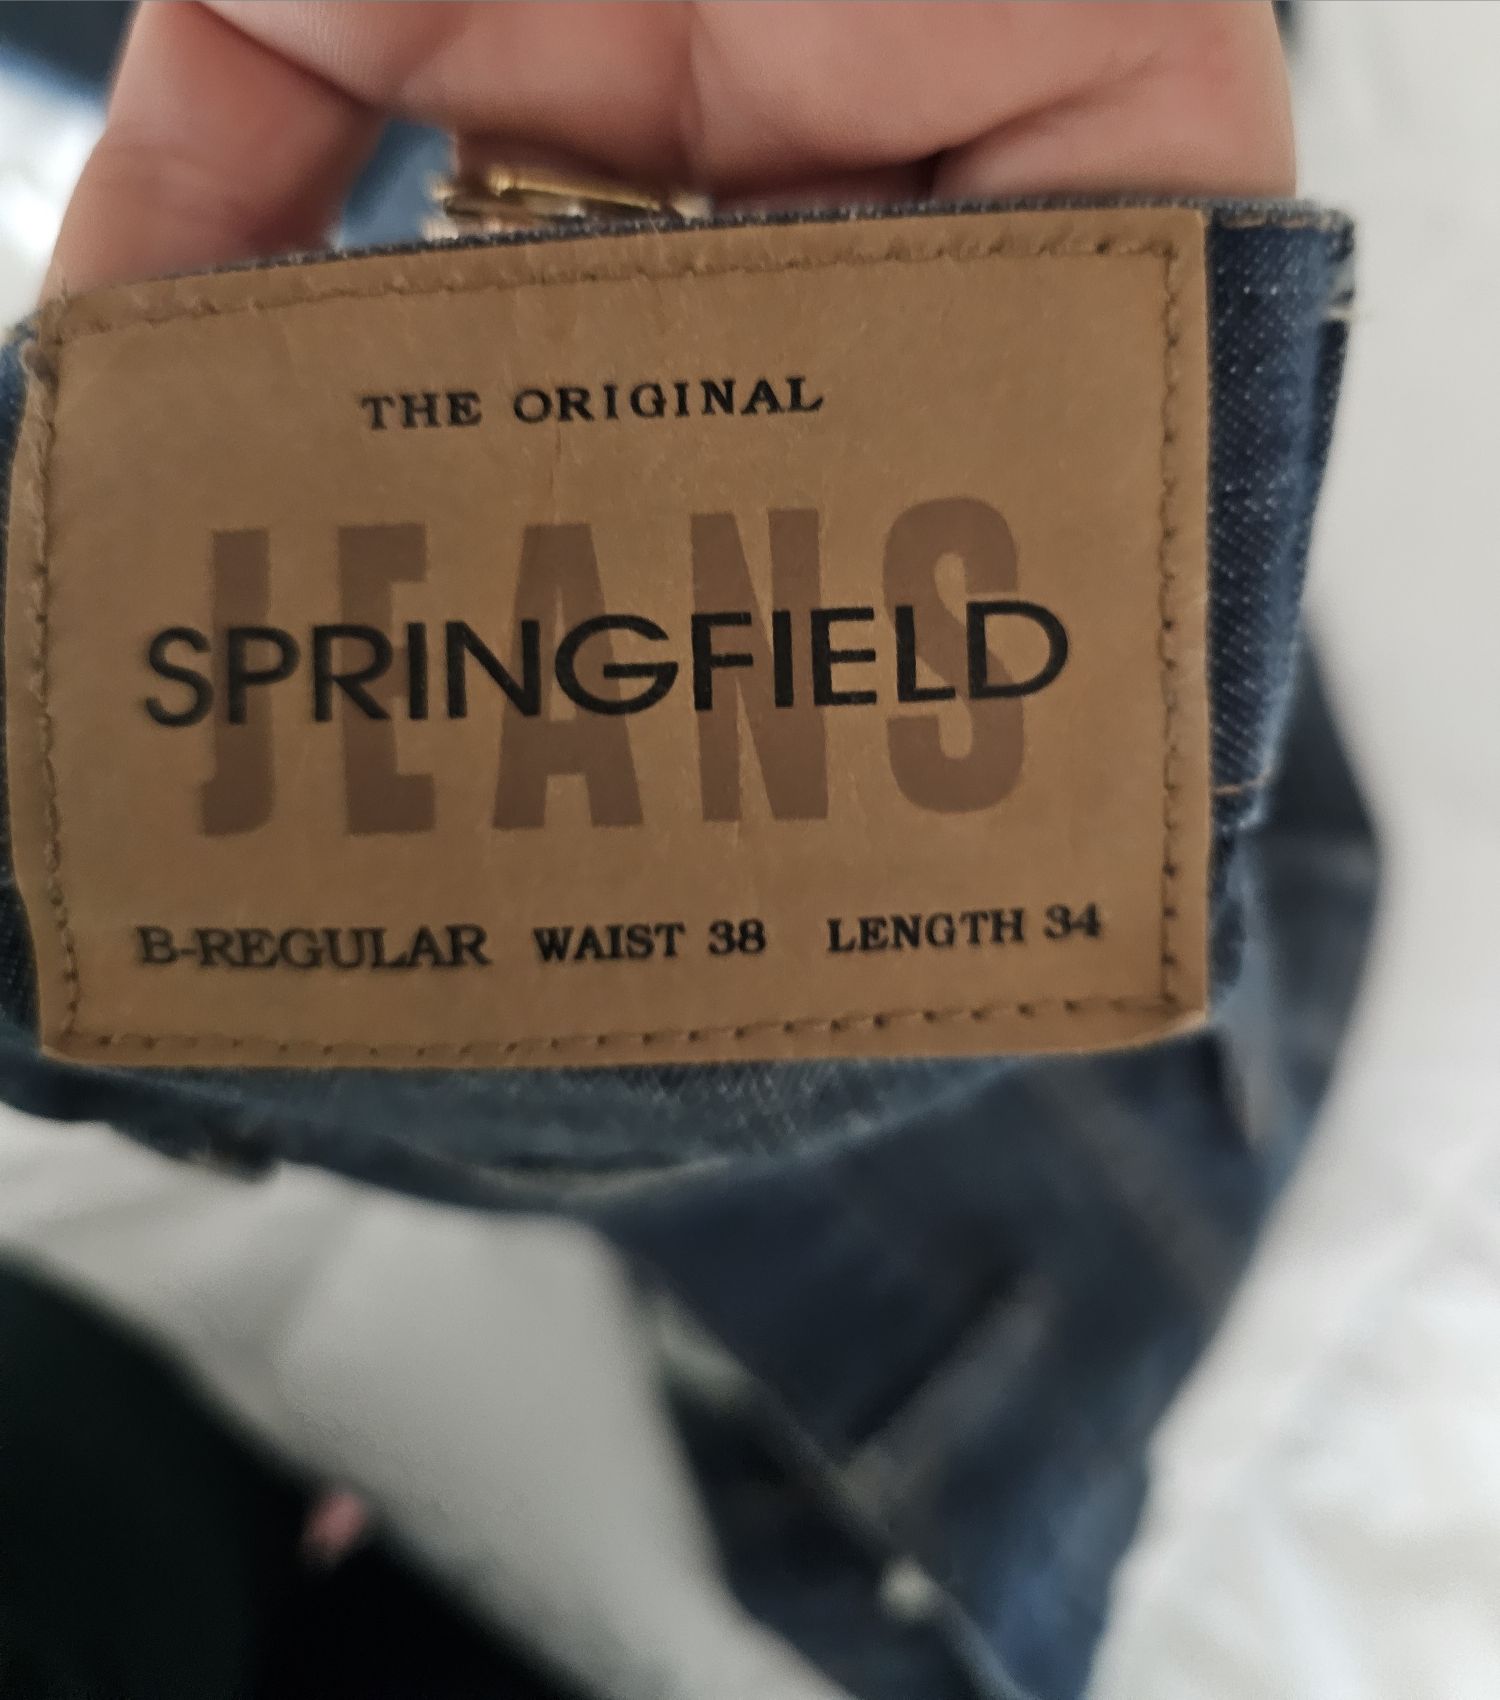 THE ORIGINAL
JEANS
SPRINGFIELD
B-REGULAR WAIST 38 LENGTH 34